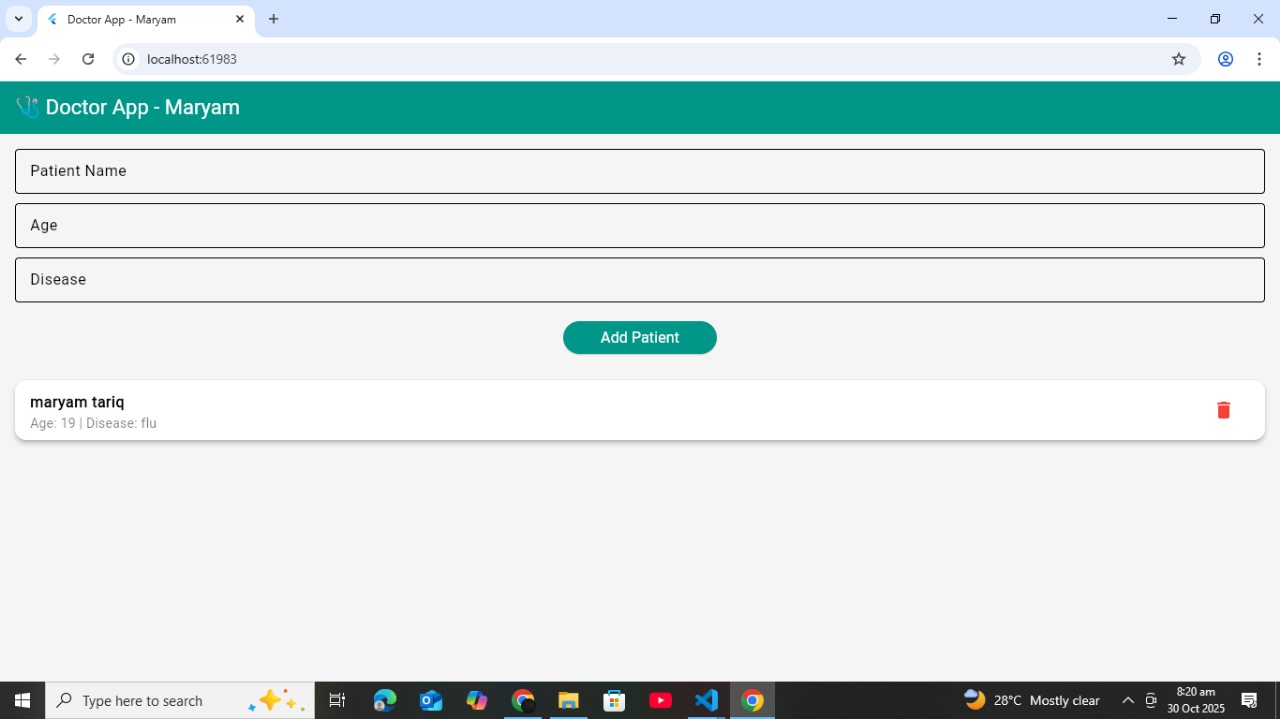 Doctor App - Maryam
localhost:61983
🩺 Doctor App - Maryam
Patient Name
Age
Disease
Add Patient
maryam tariq
Age: 19 | Disease: flu
Type here to search
28°C Mostly clear
8:20 am
30 Oct 2025